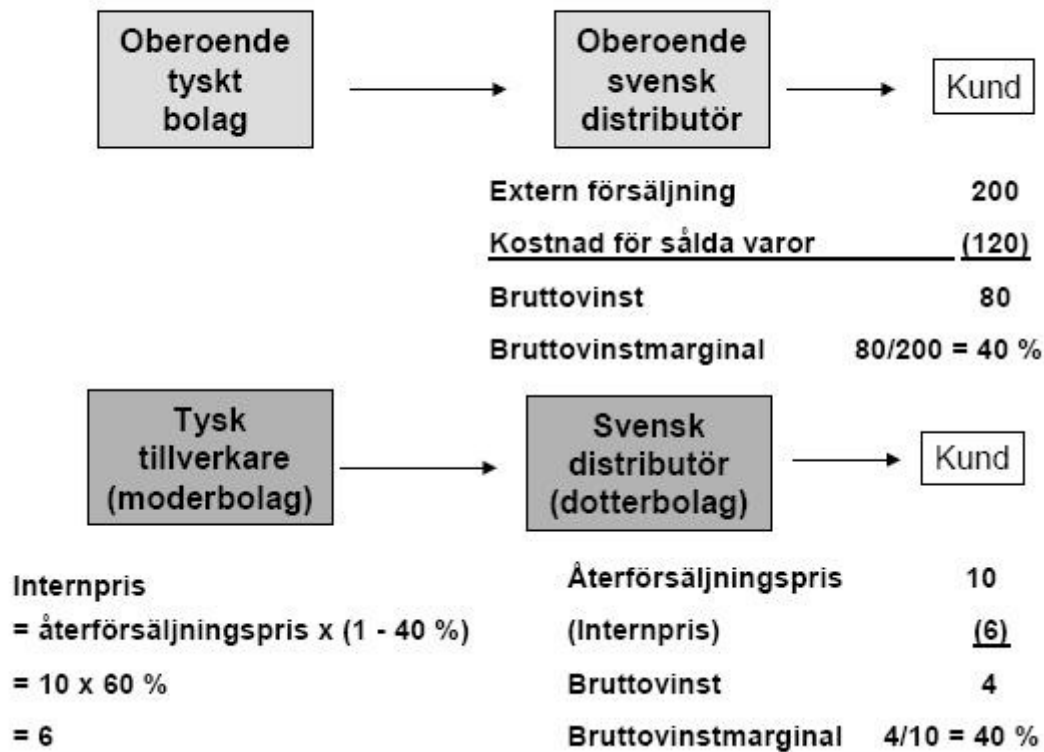 Oberoende
tyskt
bolag
Oberoende
svensk
distributör
Kund
Extern försäljning 200
Kostnad för sålda varor (120)
Bruttovinst 80
Bruttovinstmarginal 80/200 = 40 %
Tysk
tillverkare
(moderbolag)
Svensk
distributör
(dotterbolag)
Kund
Internpris
= återförsäljningspris x (1 - 40 %)
= 10 x 60 %
= 6
Återförsäljningspris 10
(Internpris) (6)
Bruttovinst 4
Bruttovinstmarginal 4/10 = 40 %